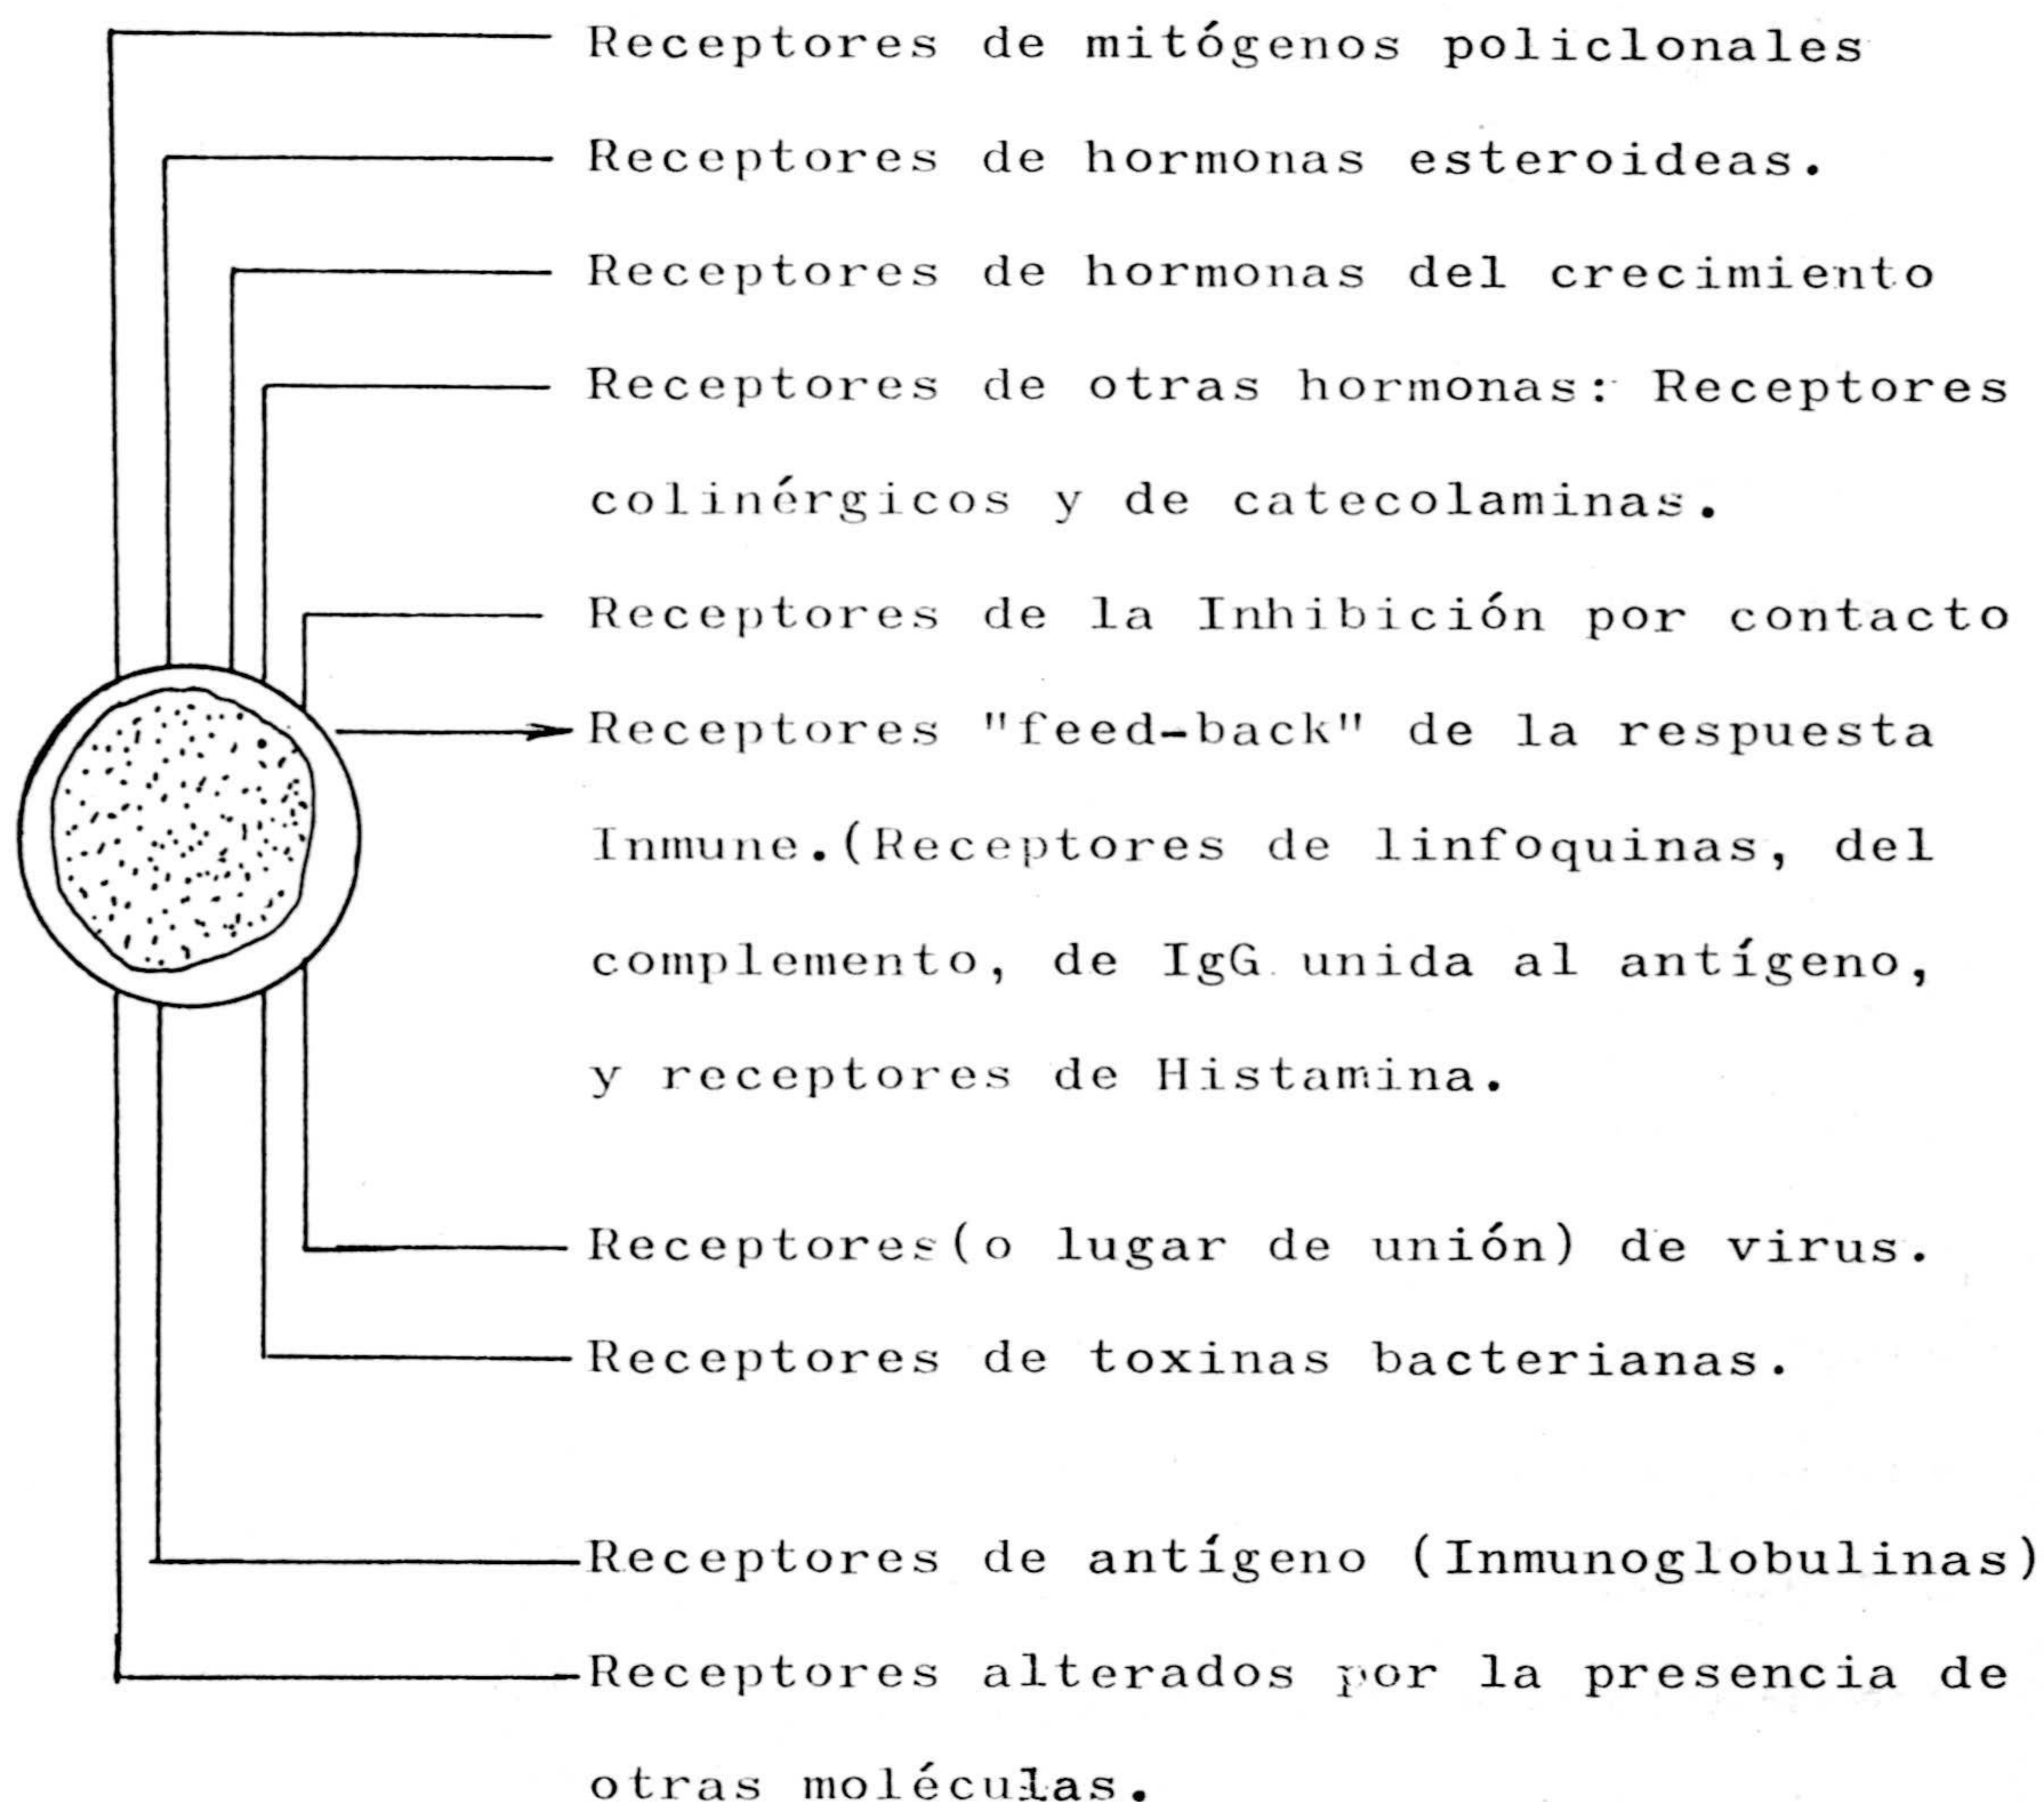 Receptores de mitógenos policlonales
Receptores de hormonas esteroideas.
Receptores de hormonas del crecimiento
Receptores de otras hormonas: Receptores
colinérgicos y de catecolaminas.
Receptores de la Inhibición por contacto
Receptores "feed-back" de la respuesta
Inmune.(Receptores de linfoquinas, del
complemento, de IgG unida al antígeno,
y receptores de Histamina.
Receptores(o lugar de unión) de virus.
Receptores de toxinas bacterianas.
Receptores de antígeno (Inmunoglobulinas)
Receptores alterados por la presencia de
otras moléculas.